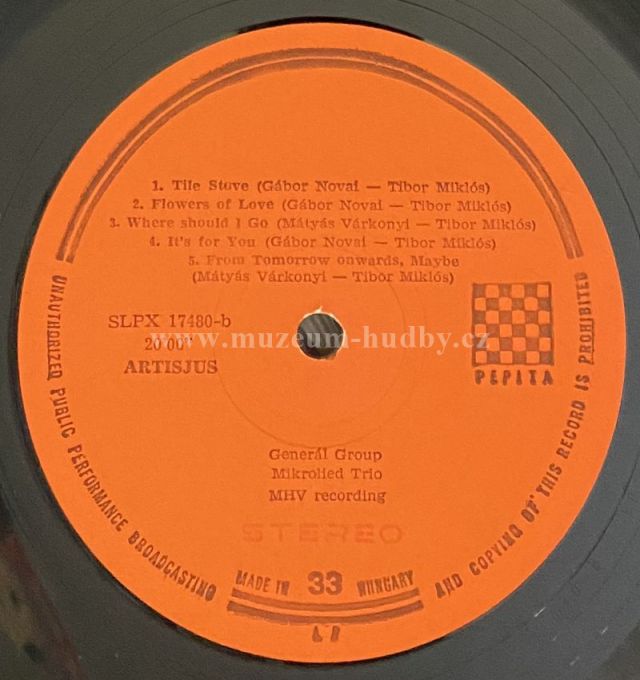 1. Tile Stove (Gábor Novai — Tibor Miklós)
2. Flowers of Love (Gábor Novai — Tibor Miklós)
3. Where should I Go (Mátyás Várkonyi — Tibor Miklós)
4. It's for You (Gábor Novai — Tibor Miklós)
5. From Tomorrow onwards, Maybe
(Mátyás Várkonyi — Tibor Miklós)
SLPX 17480-b
www.muzeum-hudby.cz
20'00"
ARTISJUS
PEPITA
Generál Group
Mikrolied Trio
MHV recording
STEREO
MADE IN 33 HUNGARY
UNAUTHORIZED PUBLIC PERFORMANCE BROADCASTING
AND COPYING OF THIS RECORD IS PROHIBITED